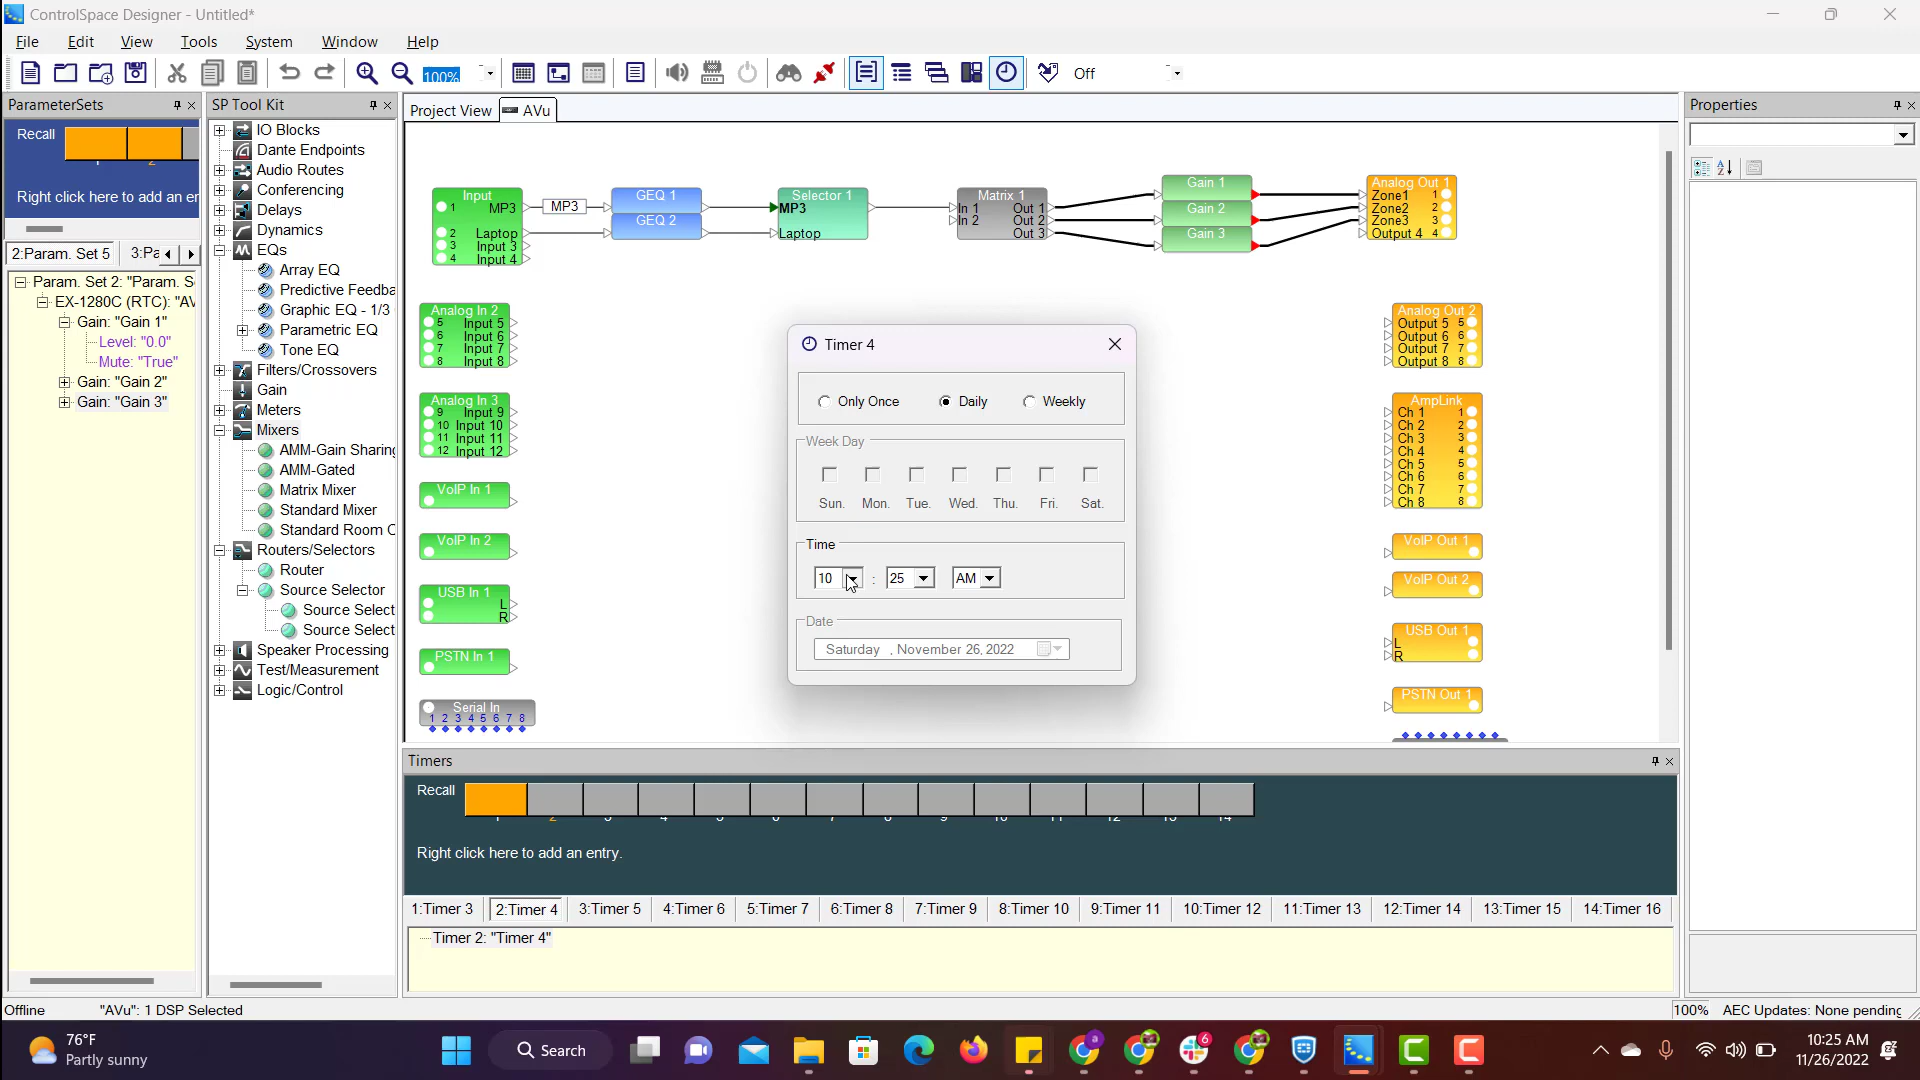 ControlSpace Designer - Untitled*
File Edit View Tools System Window Help
100% Off
ParameterSets
Recall
1 2
Right click here to add an er
2:Param. Set 5 3:Pa
Param. Set 2: "Param. S
EX-1280C (RTC): "AV
Gain: "Gain 1"
Level: "0.0"
Mute: "True"
Gain: "Gain 2"
Gain: "Gain 3"
SP Tool Kit
IO Blocks
Dante Endpoints
Audio Routes
Conferencing
Delays
Dynamics
EQs
Array EQ
Predictive Feedba
Graphic EQ - 1/3
Parametric EQ
Tone EQ
Filters/Crossovers
Gain
Meters
Mixers
AMM-Gain Sharing
AMM-Gated
Matrix Mixer
Standard Mixer
Standard Room C
Routers/Selectors
Router
Source Selector
Source Select
Source Select
Speaker Processing
Test/Measurement
Logic/Control
Project View AVu
Input
1 MP3
2 Laptop
3 Input 3
4 Input 4
MP3
GEQ 1
GEQ 2
Selector 1
MP3
Laptop
Matrix 1
In 1 Out 1
In 2 Out 2
Out 3
Gain 1
Gain 2
Gain 3
Analog Out 1
Zone1 1
Zone2 2
Zone3 3
Output 4 4
Analog In 2
5 Input 5
6 Input 6
7 Input 7
8 Input 8
Analog In 3
9 Input 9
10 Input 10
11 Input 11
12 Input 12
VoIP In 1
VoIP In 2
USB In 1
L
R
PSTN In 1
Serial In
1 2 3 4 5 6 7 8
Timer 4
Only Once Daily Weekly
Week Day
Sun. Mon. Tue. Wed. Thu. Fri. Sat.
Time
10 : 25 AM
Date
Saturday , November 26, 2022
Analog Out 2
Output 5 5
Output 6 6
Output 7 7
Output 8 8
AmpLink
Ch 1 1
Ch 2 2
Ch 3 3
Ch 4 4
Ch 5 5
Ch 6 6
Ch 7 7
Ch 8 8
VoIP Out 1
VoIP Out 2
USB Out 1
L
R
PSTN Out 1
Timers
Recall
1 2 3 4 5 6 7 8 9 10 11 12 13 14
Right click here to add an entry.
1:Timer 3 2:Timer 4 3:Timer 5 4:Timer 6 5:Timer 7 6:Timer 8 7:Timer 9 8:Timer 10 9:Timer 11 10:Timer 12 11:Timer 13 12:Timer 14 13:Timer 15 14:Timer 16
Timer 2: "Timer 4"
Properties
Offline "AVu": 1 DSP Selected 100% AEC Updates: None pending
76°F
Partly sunny
Search
6
10:25 AM
11/26/2022